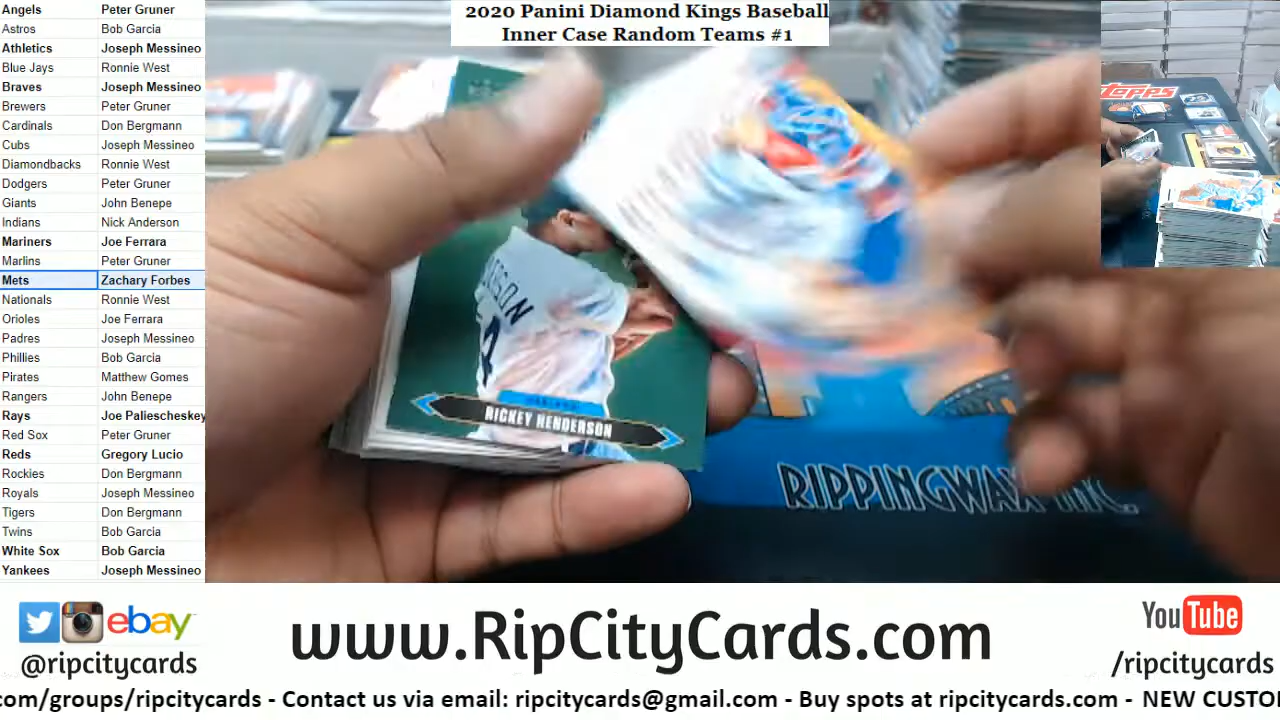 2020 Panini Diamond Kings Baseball
Inner Case Random Teams #1
Angels Peter Gruner
Astros Bob Garcia
Athletics Joseph Messineo
Blue Jays Ronnie West
Braves Joseph Messineo
Brewers Peter Gruner
Cardinals Don Bergmann
Cubs Joseph Messineo
Diamondbacks Ronnie West
Dodgers Peter Gruner
Giants John Benepe
Indians Nick Anderson
Mariners Joe Ferrara
Marlins Peter Gruner
Mets Zachary Forbes
Nationals Ronnie West
Orioles Joe Ferrara
Padres Joseph Messineo
Phillies Bob Garcia
Pirates Matthew Gomes
Rangers John Benepe
Rays Joe Paliescheskey
Red Sox Peter Gruner
Reds Gregory Lucio
Rockies Don Bergmann
Royals Joseph Messineo
Tigers Don Bergmann
Twins Bob Garcia
White Sox Bob Garcia
Yankees Joseph Messineo
TOPPS
RICKEY HENDERSON
RIPPINGWAX INC.
ebay
@ripcitycards
www.RipCityCards.com
YouTube
/ripcitycards
com/groups/ripcitycards - Contact us via email: ripcitycards@gmail.com - Buy spots at ripcitycards.com - NEW CUSTO